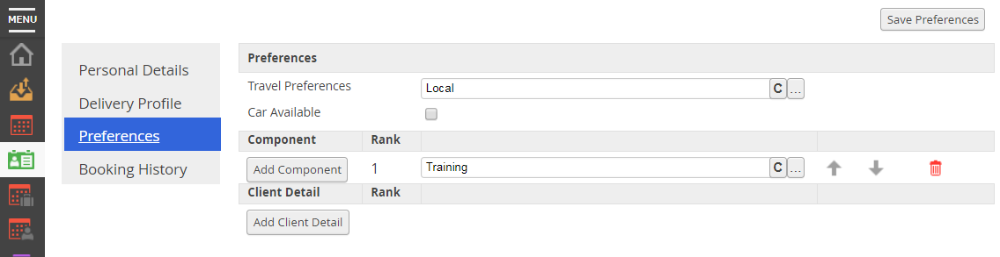 MENU
Save Preferences
Personal Details
Delivery Profile
Preferences
Booking History
Preferences
Travel Preferences Local C ...
Car Available
Component Rank
Add Component 1 Training C ...
Client Detail Rank
Add Client Detail